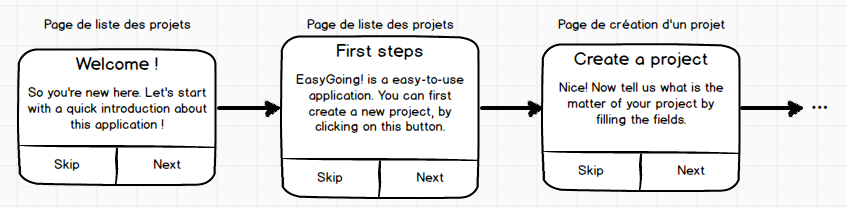 Page de liste des projets
Welcome !
So you're new here. Let's start
with a quick introduction about
this application !
Skip
Next
Page de liste des projets
First steps
EasyGoing! is a easy-to-use
application. You can first
create a new project, by
clicking on this button.
Skip
Next
Page de création d'un projet
Create a project
Nice! Now tell us what is the
matter of your project by
filling the fields.
Skip
Next
...